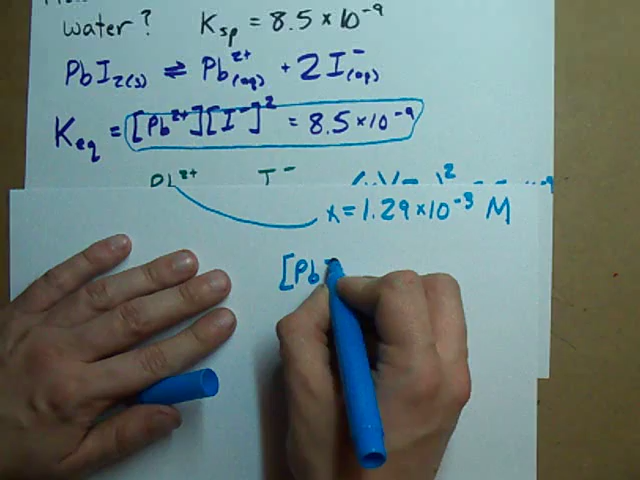 water? Ksp = 8.5 × 10⁻⁹
PbI₂(s) ⇌ Pb²⁺(aq) + 2I⁻(aq)
Keq = [Pb²⁺][I⁻]² = 8.5 × 10⁻⁹
Pb²⁺ I⁻
x = 1.29 × 10⁻³ M
[Pb